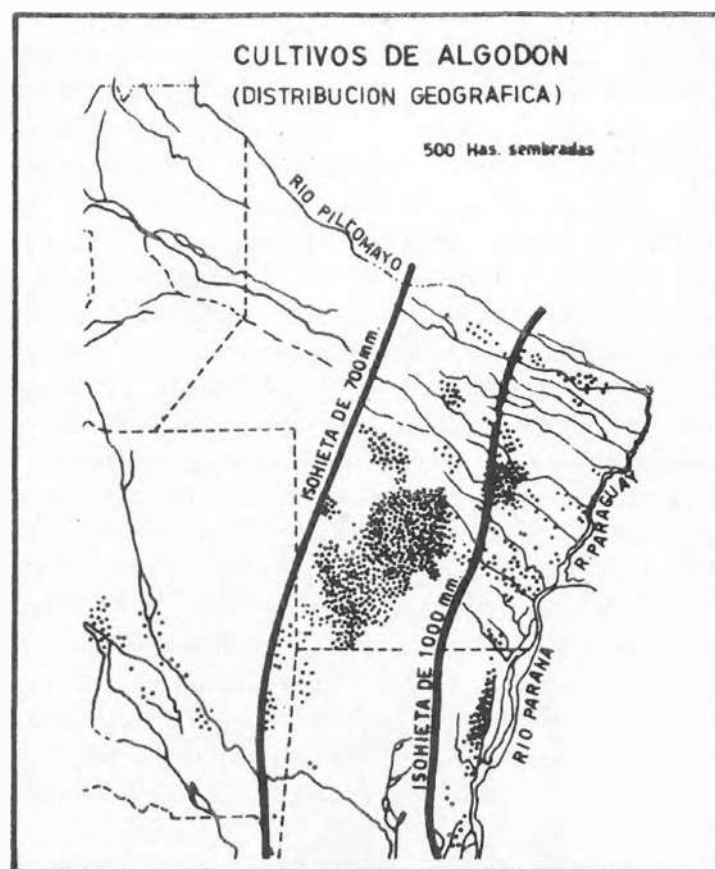 CULTIVOS DE ALGODON
(DISTRIBUCION GEOGRAFICA)
500 Has. sembradas
RIO PILCOMAYO
ISOHIETA DE 700 mm.
R. PARAGUAY
ISOHIETA DE 1000 mm.
RIO PARANA